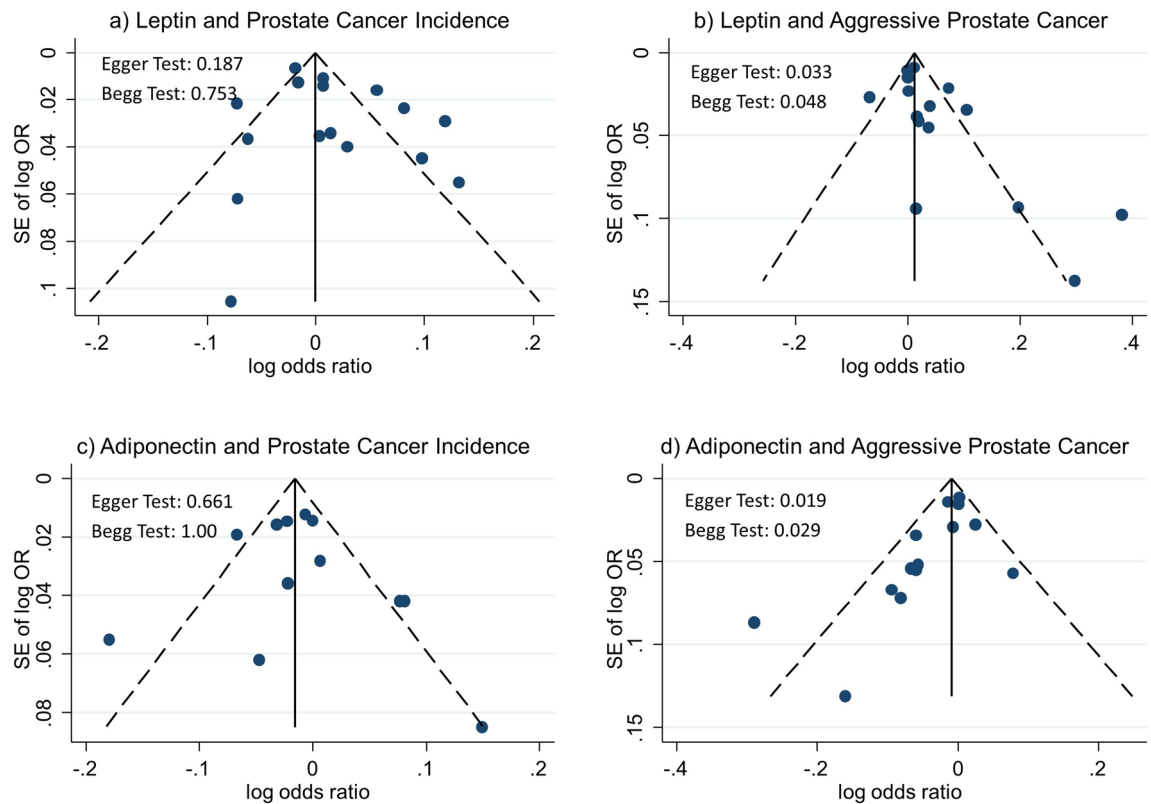 a) Leptin and Prostate Cancer Incidence
Egger Test: 0.187
Begg Test: 0.753
SE of log OR
0
.02
.04
.06
.08
.1
-.2 -.1 0 .1 .2
log odds ratio
b) Leptin and Aggressive Prostate Cancer
Egger Test: 0.033
Begg Test: 0.048
SE of log OR
0
.05
.1
.15
-.4 -.2 0 .2 .4
log odds ratio
c) Adiponectin and Prostate Cancer Incidence
Egger Test: 0.661
Begg Test: 1.00
SE of log OR
0
.02
.04
.06
.08
-.2 -.1 0 .1 .2
log odds ratio
d) Adiponectin and Aggressive Prostate Cancer
Egger Test: 0.019
Begg Test: 0.029
SE of log OR
0
.05
.1
.15
-.4 -.2 0 .2
log odds ratio